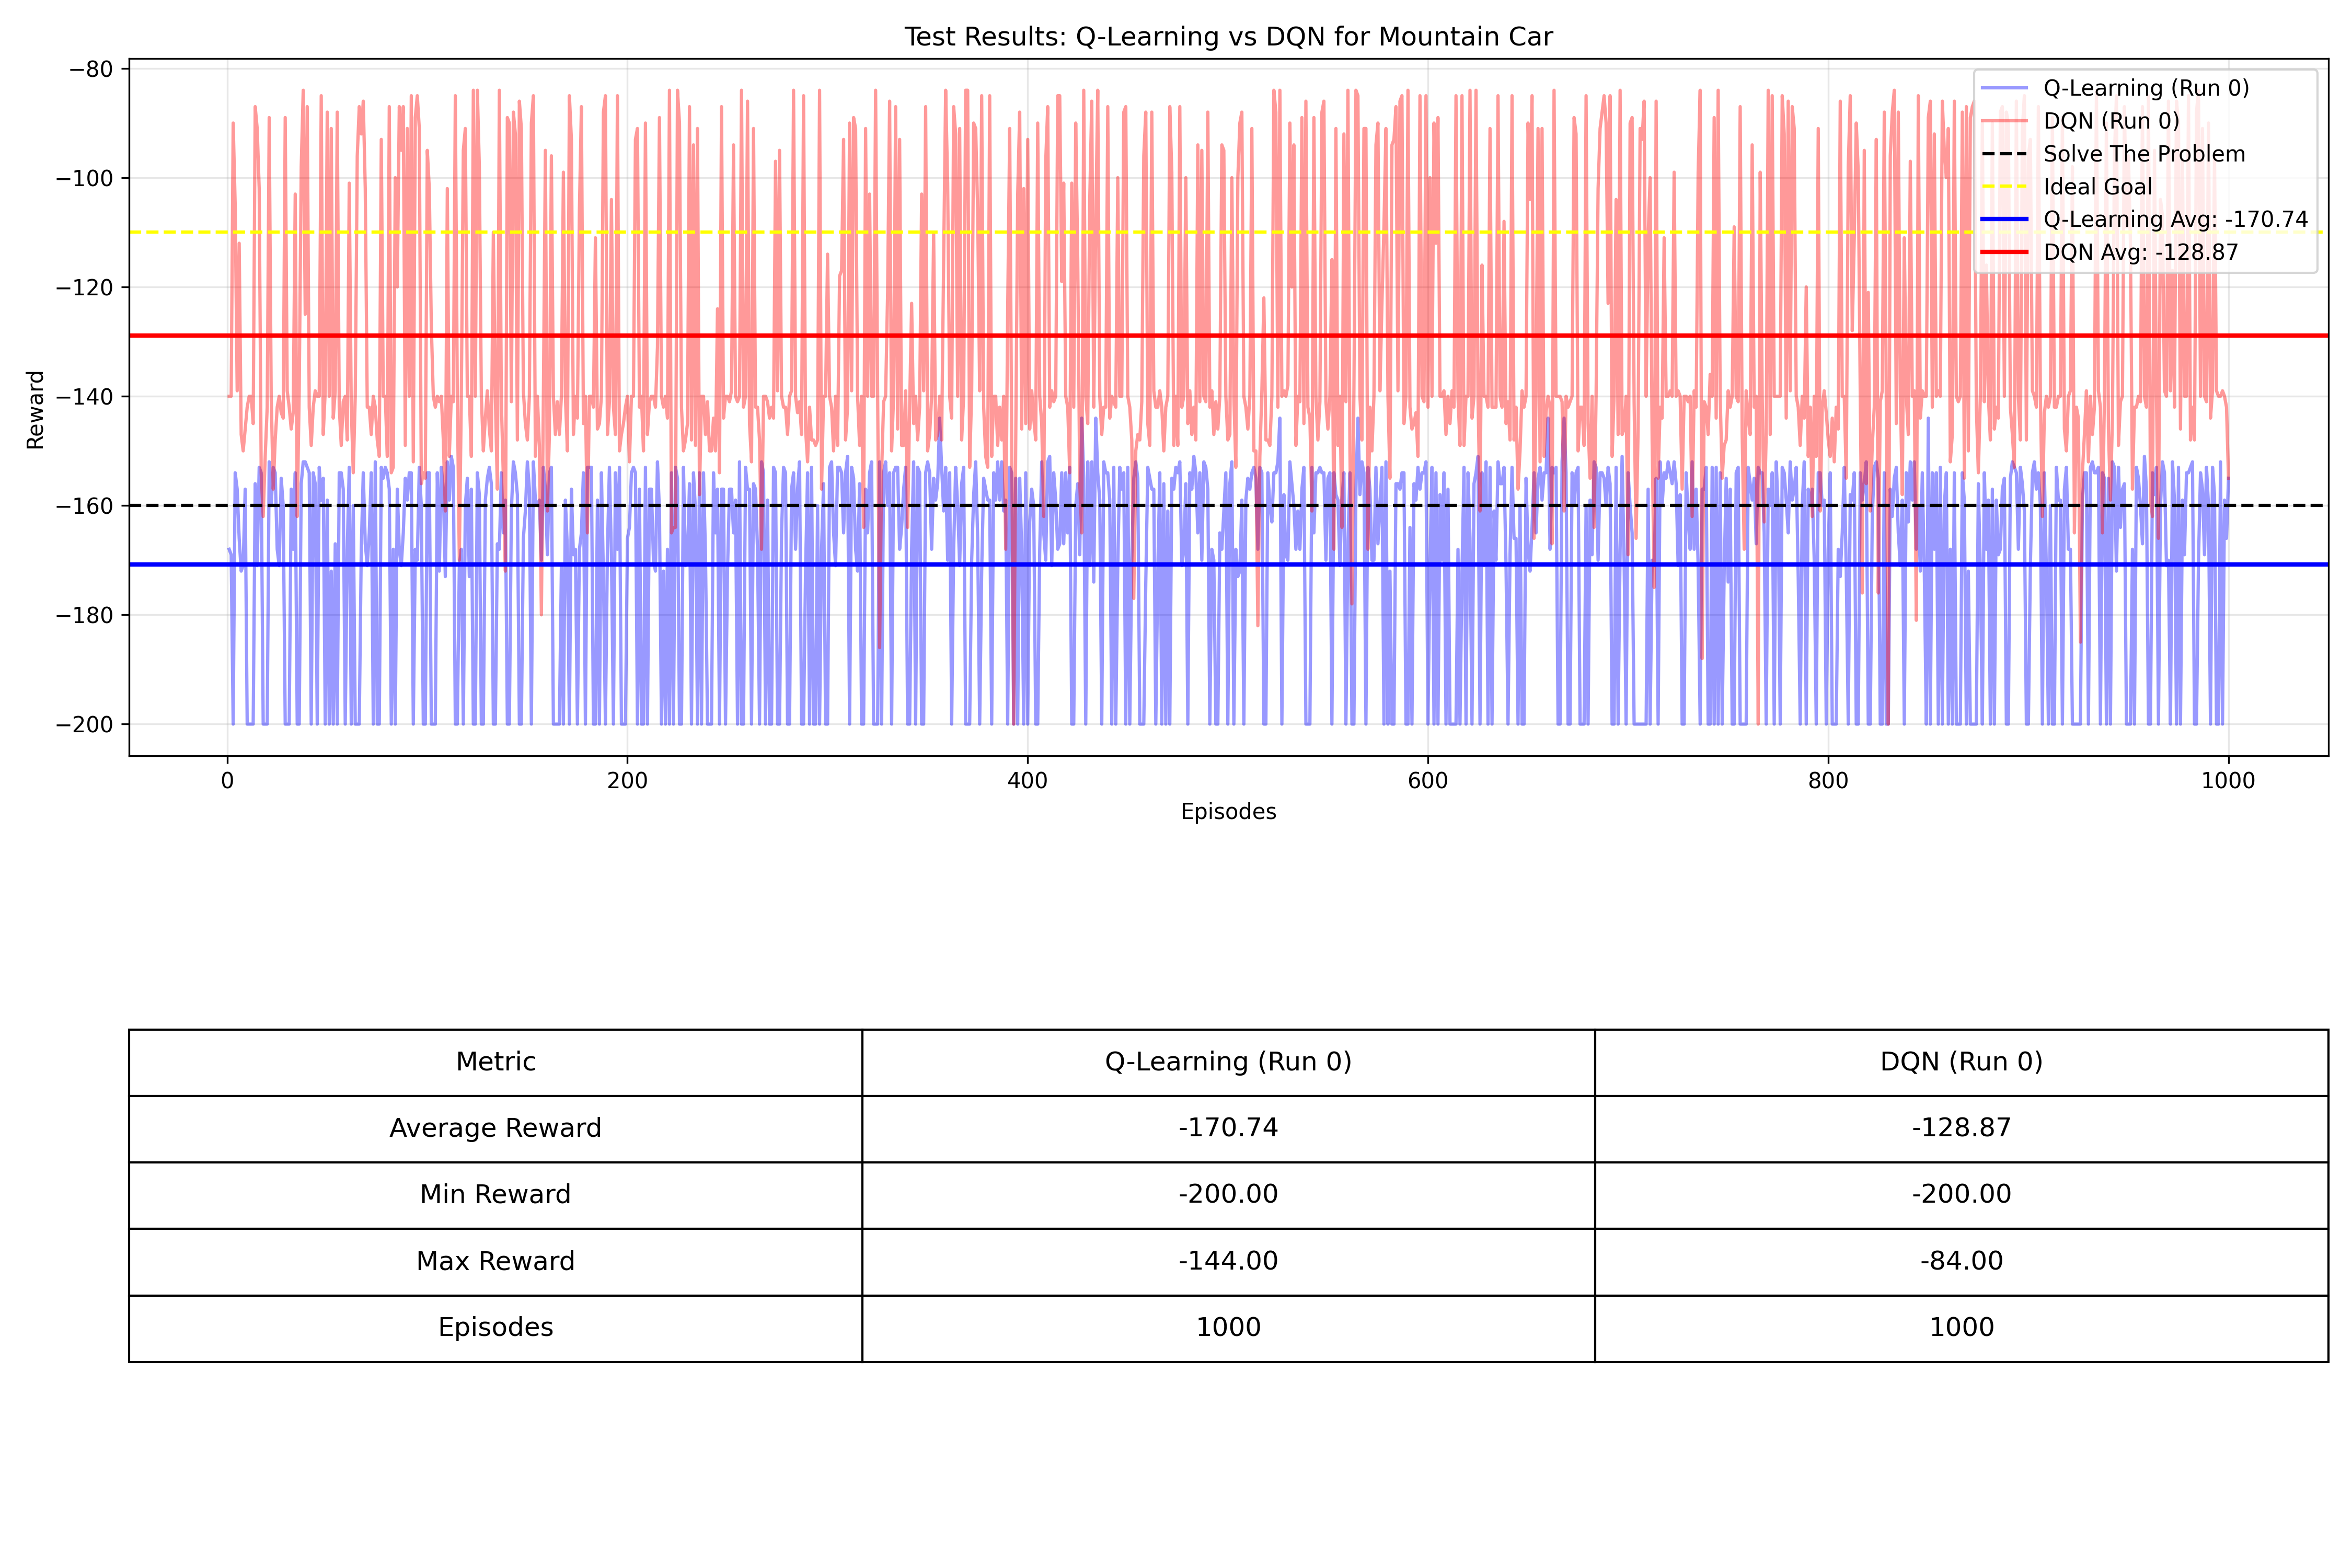 Test Results: Q-Learning vs DQN for Mountain Car
Reward
−80
−100
−120
−140
−160
−180
−200
Q-Learning (Run 0)
DQN (Run 0)
Solve The Problem
Ideal Goal
Q-Learning Avg: -170.74
DQN Avg: -128.87
0 200 400 600 800 1000
Episodes
Metric Q-Learning (Run 0) DQN (Run 0)
Average Reward -170.74 -128.87
Min Reward -200.00 -200.00
Max Reward -144.00 -84.00
Episodes 1000 1000